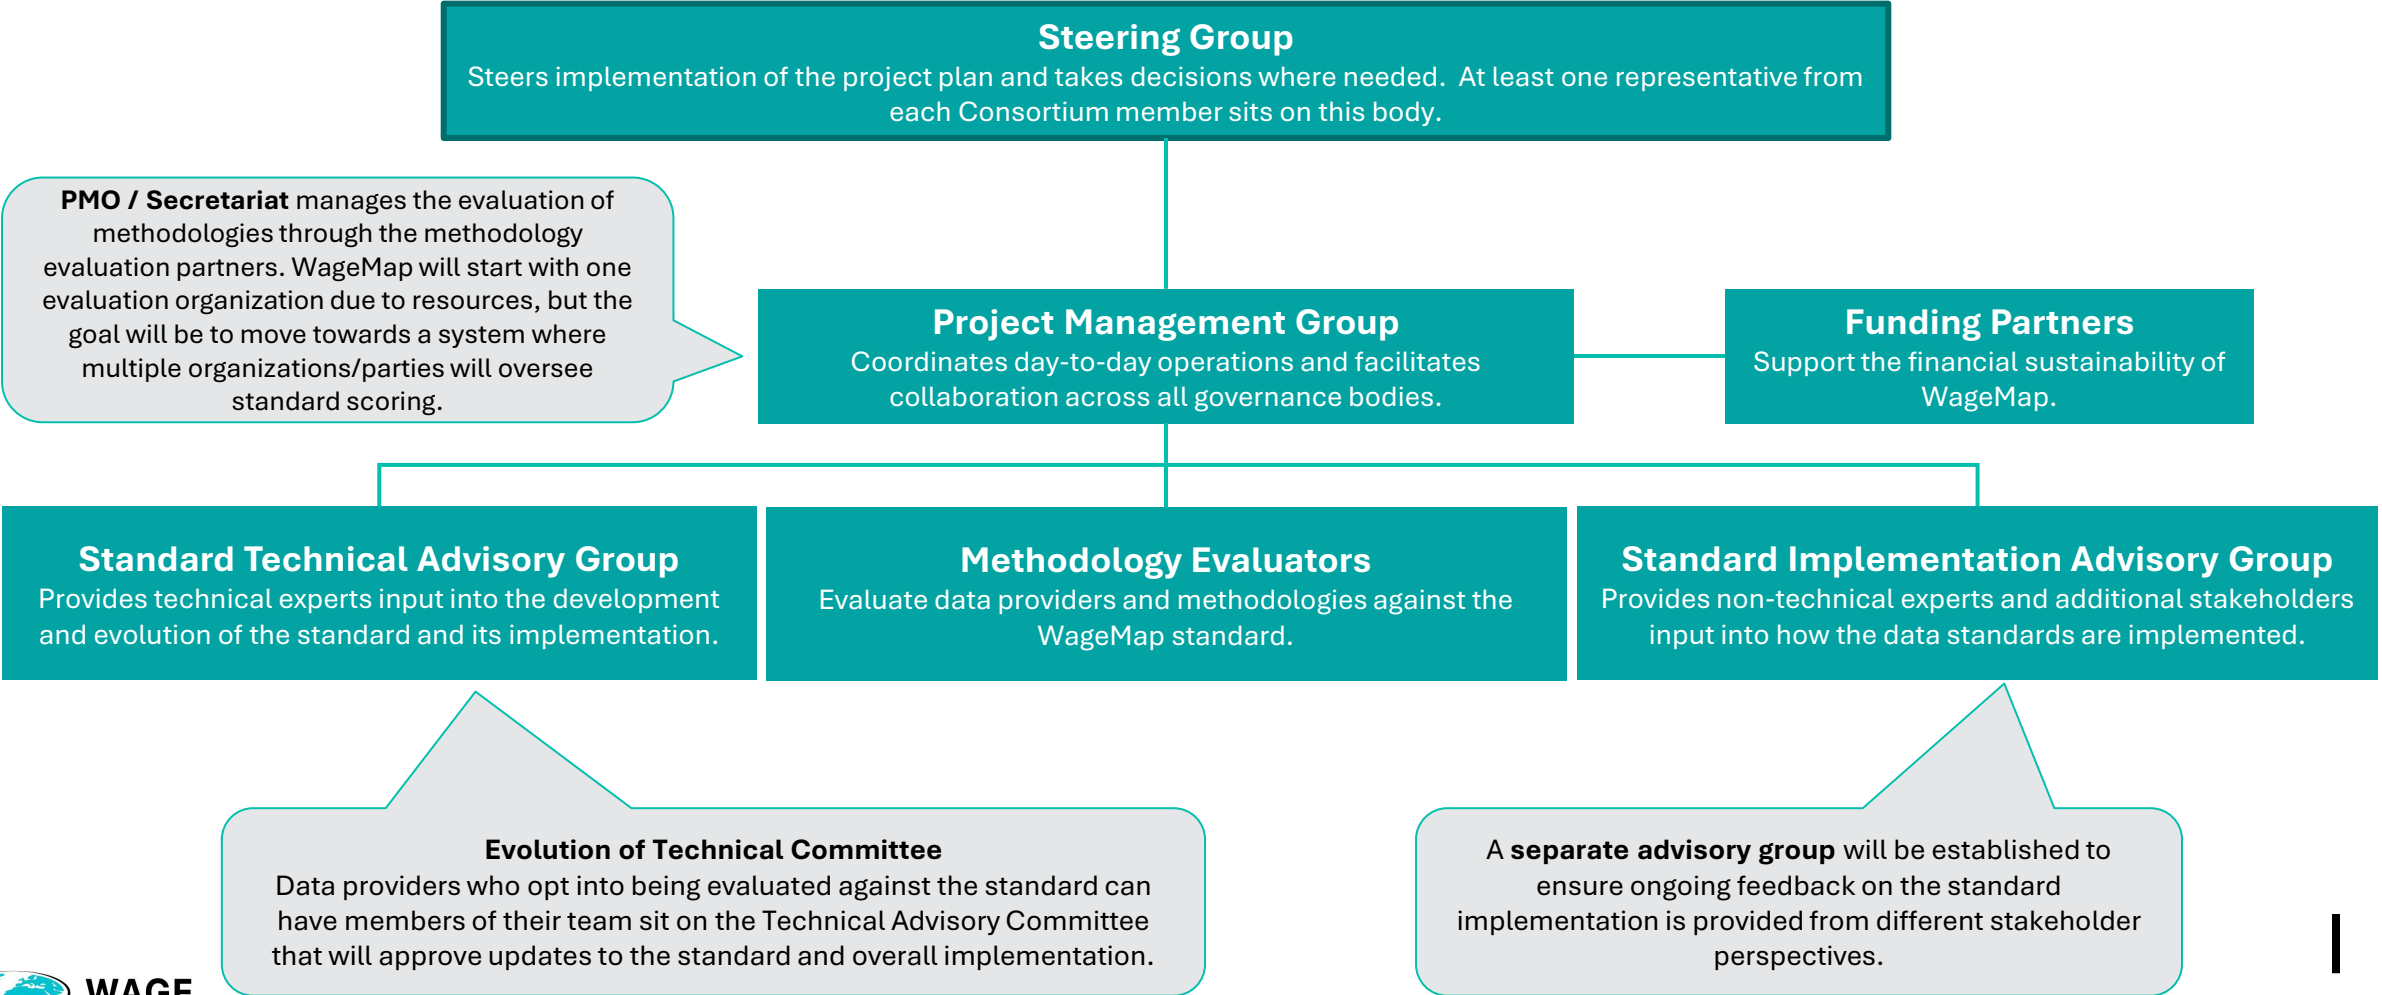 Steering Group
Steers implementation of the project plan and takes decisions where needed. At least one representative from
each Consortium member sits on this body.
PMO / Secretariat manages the evaluation of
methodologies through the methodology
evaluation partners. WageMap will start with one
evaluation organization due to resources, but the
goal will be to move towards a system where
multiple organizations/parties will oversee
standard scoring.
Project Management Group
Coordinates day-to-day operations and facilitates
collaboration across all governance bodies.
Funding Partners
Support the financial sustainability of
WageMap.
Standard Technical Advisory Group
Provides technical experts input into the development
and evolution of the standard and its implementation.
Methodology Evaluators
Evaluate data providers and methodologies against the
WageMap standard.
Standard Implementation Advisory Group
Provides non-technical experts and additional stakeholders
input into how the data standards are implemented.
Evolution of Technical Committee
Data providers who opt into being evaluated against the standard can
have members of their team sit on the Technical Advisory Committee
that will approve updates to the standard and overall implementation.
A separate advisory group will be established to
ensure ongoing feedback on the standard
implementation is provided from different stakeholder
perspectives.
WAGE